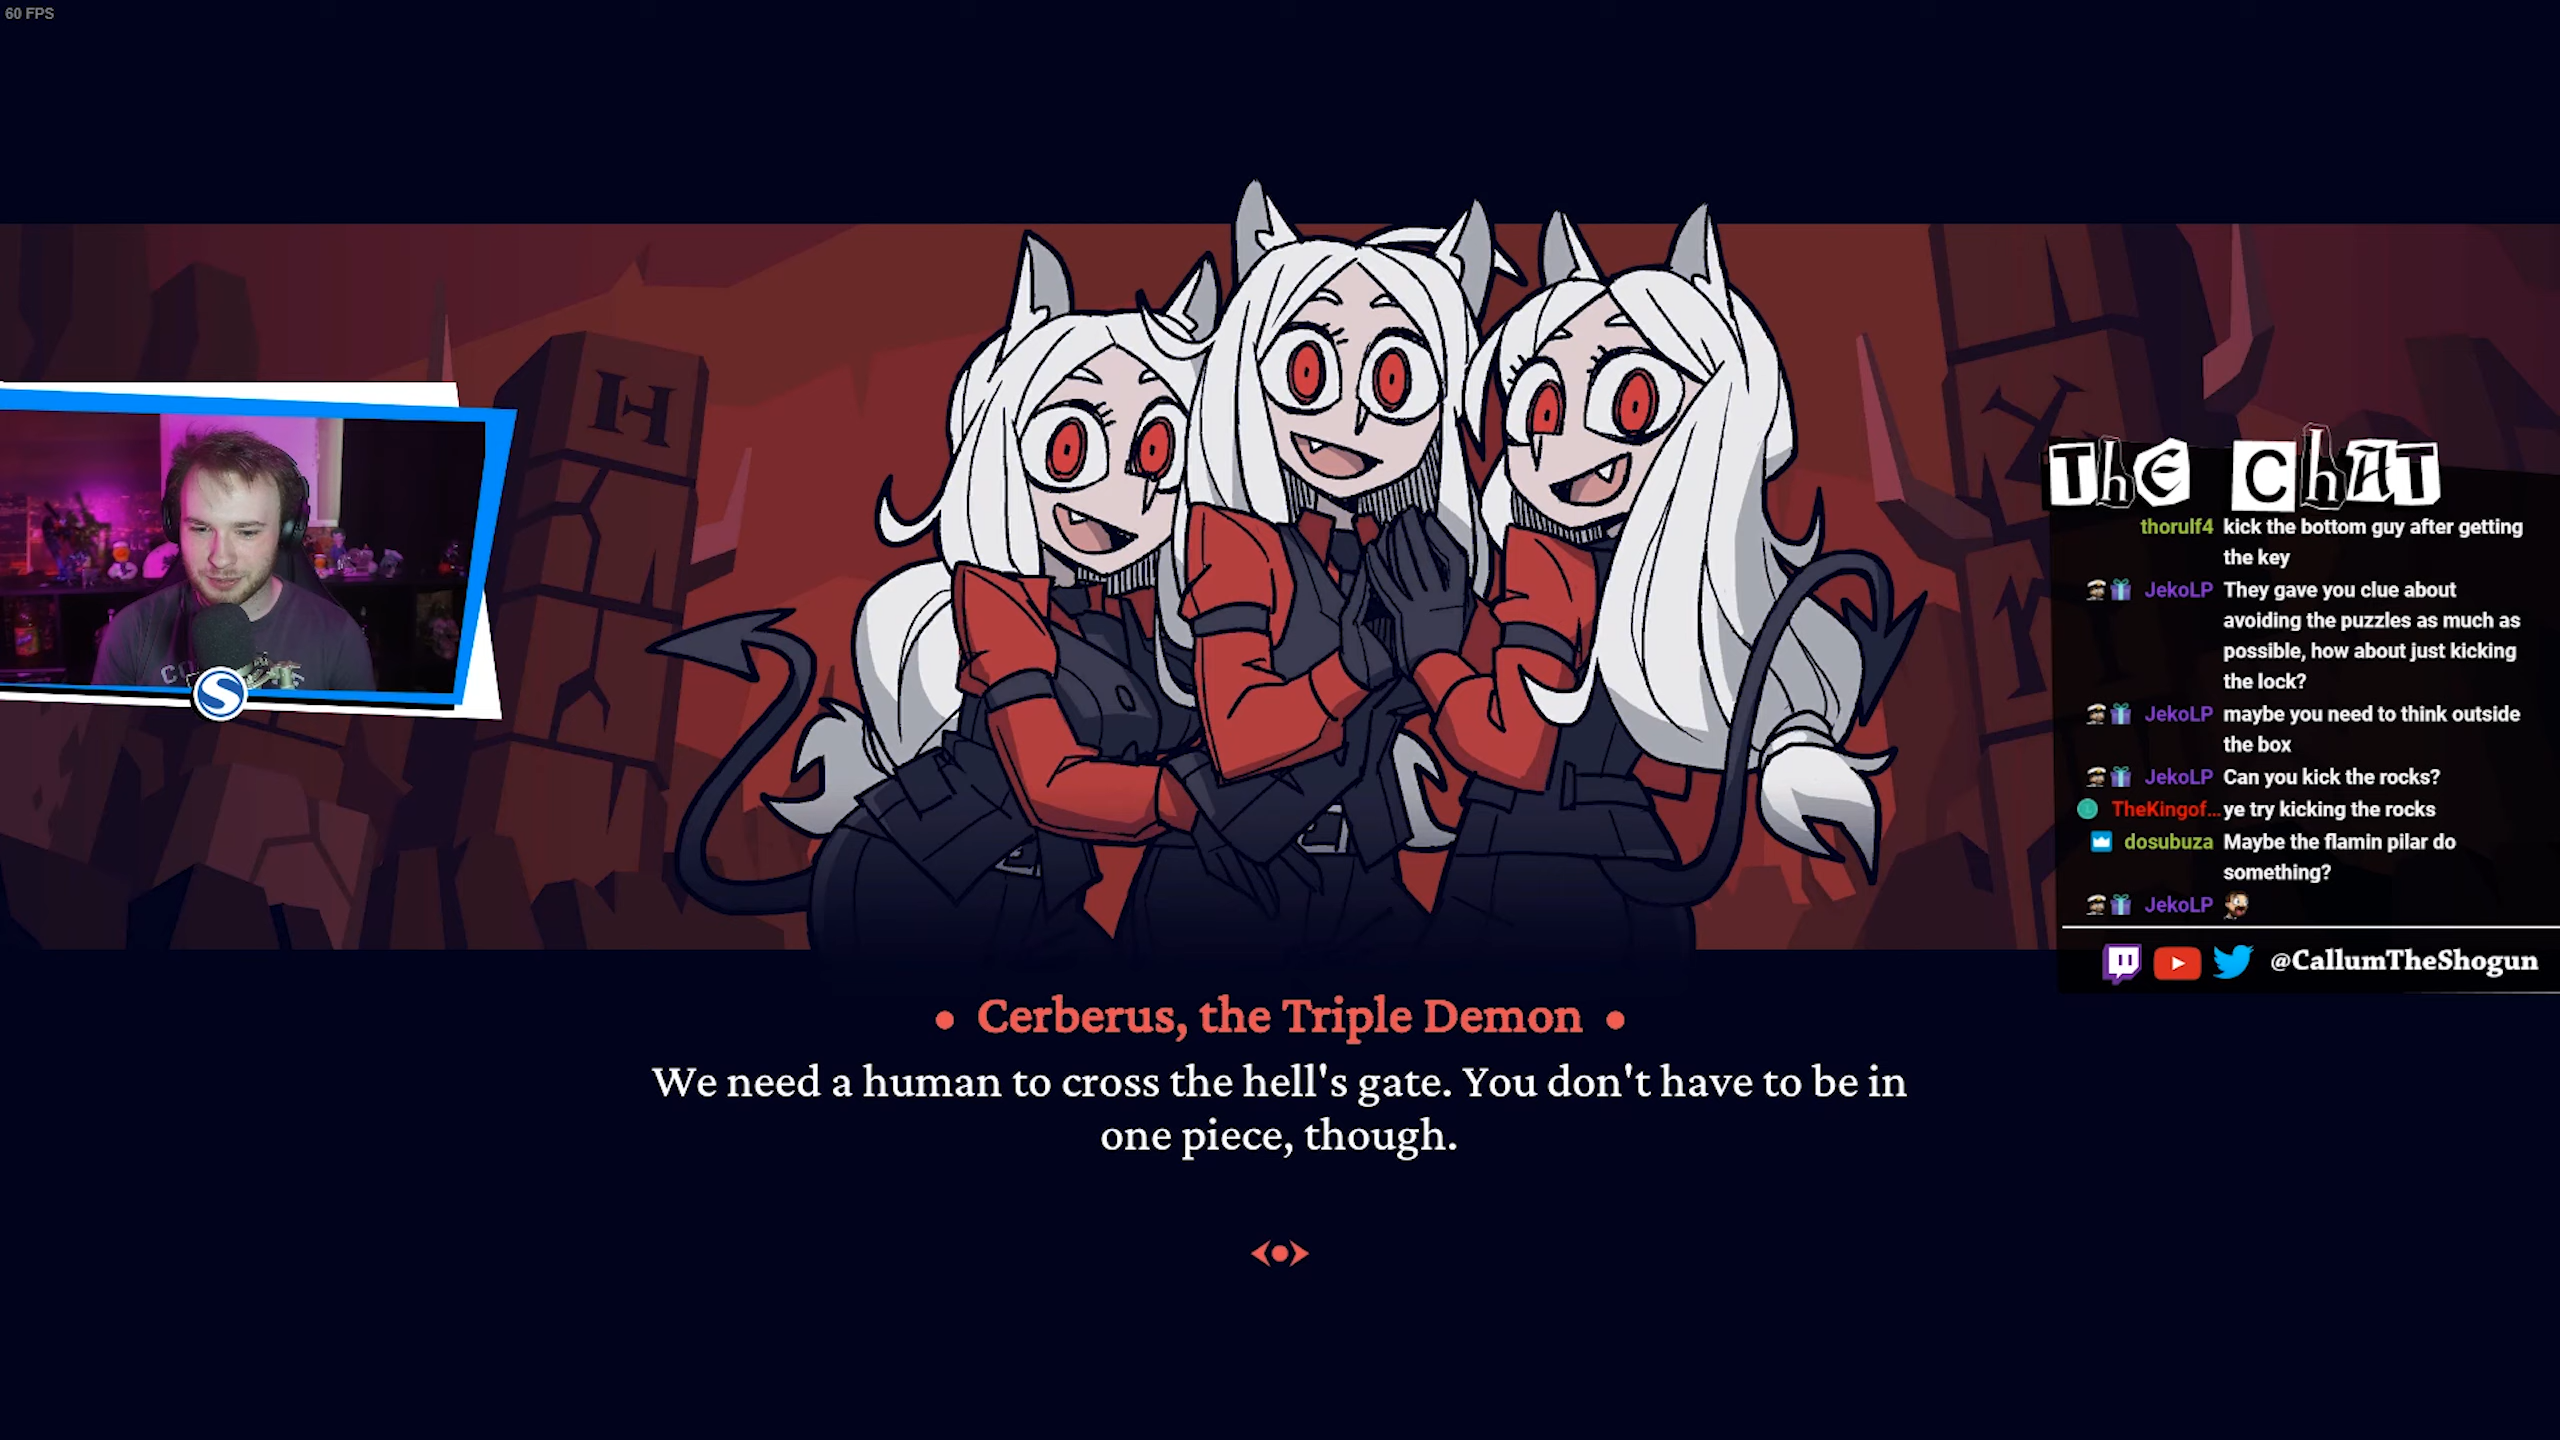 60 FPS
H
The Chat
thorulf4 kick the bottom guy after getting
the key
JekoLP They gave you clue about
avoiding the puzzles as much as
possible, how about just kicking
the lock?
JekoLP maybe you need to think outside
the box
JekoLP Can you kick the rocks?
TheKingof... ye try kicking the rocks
dosubuza Maybe the flamin pilar do
something?
JekoLP
@CallumTheShogun
• Cerberus, the Triple Demon •
We need a human to cross the hell's gate. You don't have to be in
one piece, though.